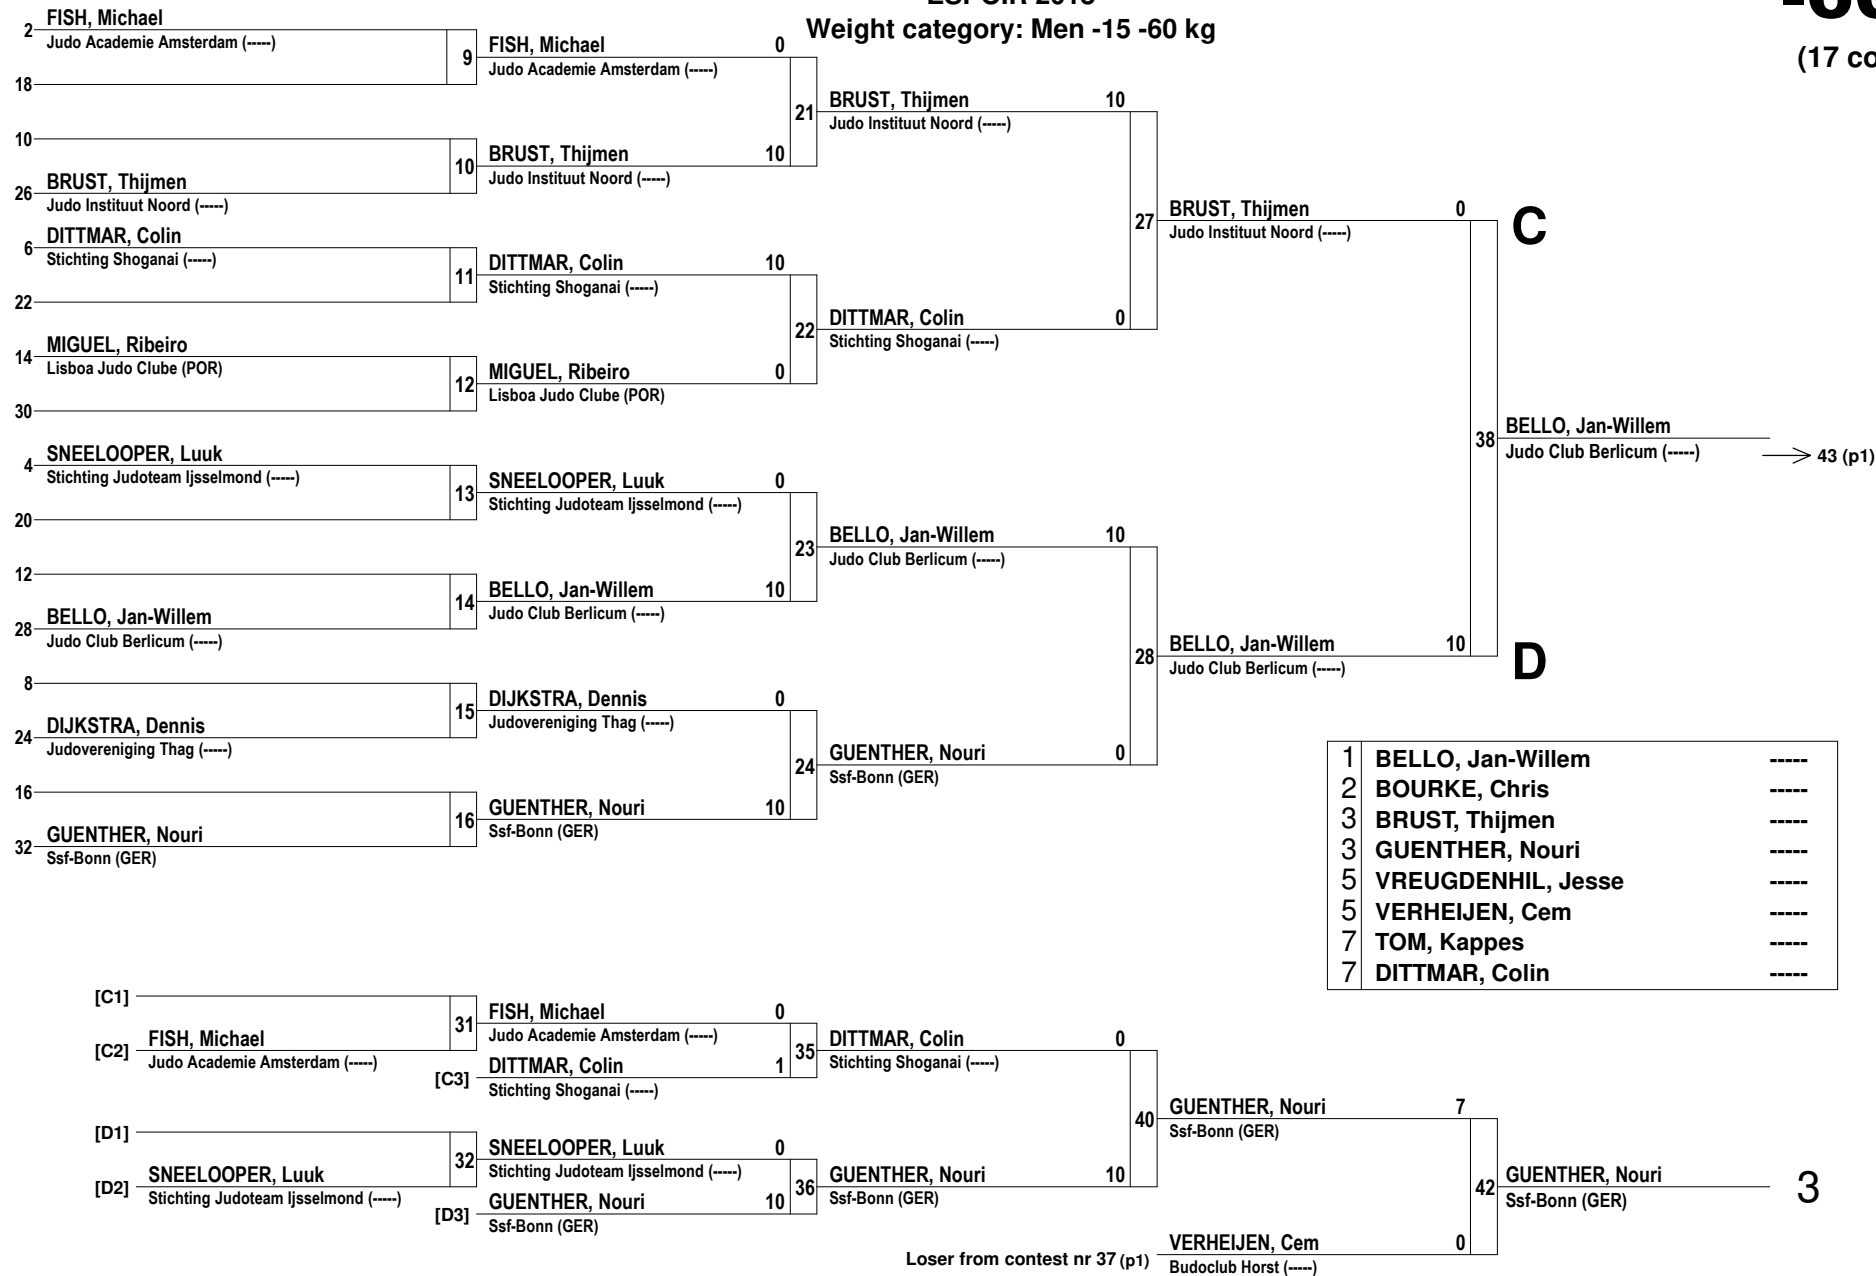 Weight category: Men -15 -60 kg
(17 co
2 FISH, Michael
Judo Academie Amsterdam (-----)
18
9 FISH, Michael 0
Judo Academie Amsterdam (-----)
10
26 BRUST, Thijmen
Judo Instituut Noord (-----)
10 BRUST, Thijmen 10
Judo Instituut Noord (-----)
6 DITTMAR, Colin
Stichting Shoganai (-----)
22
11 DITTMAR, Colin 10
Stichting Shoganai (-----)
14 MIGUEL, Ribeiro
Lisboa Judo Clube (POR)
30
12 MIGUEL, Ribeiro 0
Lisboa Judo Clube (POR)
4 SNEELOOPER, Luuk
Stichting Judoteam Ijsselmond (-----)
20
13 SNEELOOPER, Luuk 0
Stichting Judoteam Ijsselmond (-----)
12
28 BELLO, Jan-Willem
Judo Club Berlicum (-----)
14 BELLO, Jan-Willem 10
Judo Club Berlicum (-----)
8
24 DIJKSTRA, Dennis
Judovereniging Thag (-----)
15 DIJKSTRA, Dennis 0
Judovereniging Thag (-----)
16
32 GUENTHER, Nouri
Ssf-Bonn (GER)
16 GUENTHER, Nouri 10
Ssf-Bonn (GER)
21 BRUST, Thijmen 10
Judo Instituut Noord (-----)
22 DITTMAR, Colin 0
Stichting Shoganai (-----)
23 BELLO, Jan-Willem 10
Judo Club Berlicum (-----)
24 GUENTHER, Nouri 0
Ssf-Bonn (GER)
27 BRUST, Thijmen 0
Judo Instituut Noord (-----)
C
28 BELLO, Jan-Willem 10
Judo Club Berlicum (-----)
D
38 BELLO, Jan-Willem
Judo Club Berlicum (-----)
43 (p1)
1 BELLO, Jan-Willem -----
2 BOURKE, Chris -----
3 BRUST, Thijmen -----
3 GUENTHER, Nouri -----
5 VREUGDENHIL, Jesse -----
5 VERHEIJEN, Cem -----
7 TOM, Kappes -----
7 DITTMAR, Colin -----
[C1]
[C2] FISH, Michael
Judo Academie Amsterdam (-----)
31 FISH, Michael 0
Judo Academie Amsterdam (-----)
[C3] DITTMAR, Colin 1
Stichting Shoganai (-----)
35 DITTMAR, Colin 0
Stichting Shoganai (-----)
[D1]
[D2] SNEELOOPER, Luuk
Stichting Judoteam Ijsselmond (-----)
32 SNEELOOPER, Luuk 0
Stichting Judoteam Ijsselmond (-----)
[D3] GUENTHER, Nouri 10
Ssf-Bonn (GER)
36 GUENTHER, Nouri 10
Ssf-Bonn (GER)
40 GUENTHER, Nouri 7
Ssf-Bonn (GER)
Loser from contest nr 37 (p1) VERHEIJEN, Cem 0
Budoclub Horst (-----)
42 GUENTHER, Nouri
Ssf-Bonn (GER)
3